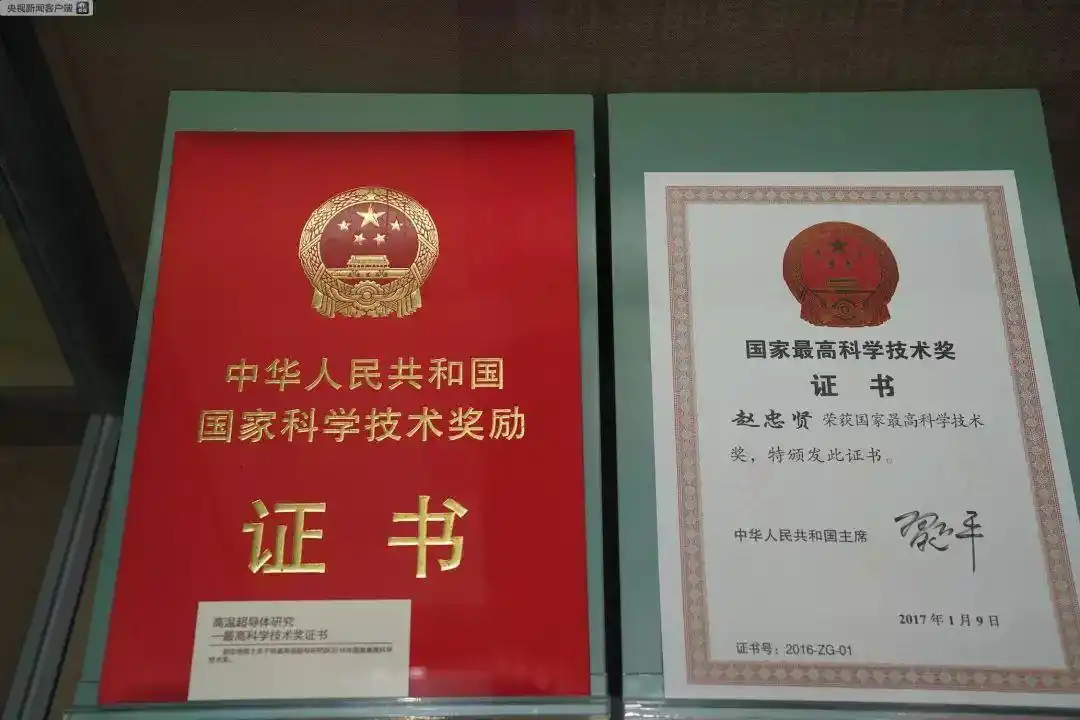 央视新闻客户端
中华人民共和国
国家科学技术奖励
证 书
高温超导体研究
—最高科学技术奖证书
国家最高科学技术奖
证 书
赵忠贤 荣获国家最高科学技术
奖，特颁发此证书。
中华人民共和国主席 习近平
2017年1月9日
证书号：2016-ZG-01